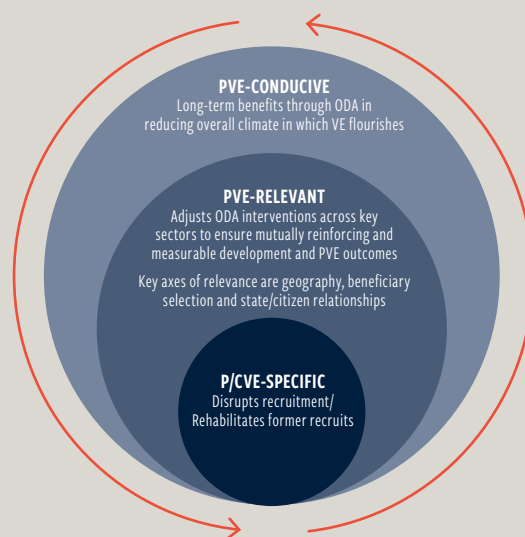 PVE-CONDUCIVE
Long-term benefits through ODA in
reducing overall climate in which VE flourishes
PVE-RELEVANT
Adjusts ODA interventions across key
sectors to ensure mutually reinforcing and
measurable development and PVE outcomes
Key axes of relevance are geography, beneficiary
selection and state/citizen relationships
P/CVE-SPECIFIC
Disrupts recruitment/
Rehabilitates former recruits